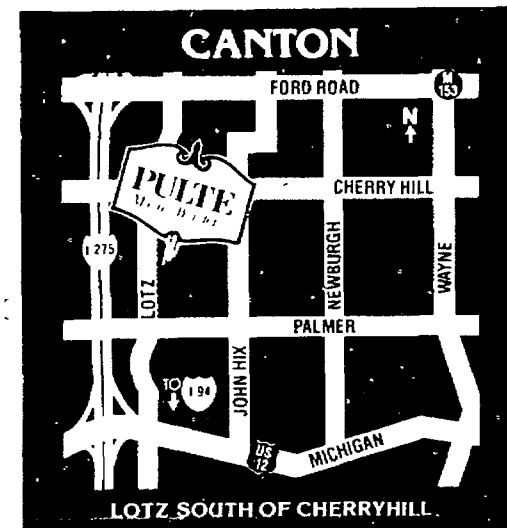 CANTON
FORD ROAD
M
153
N
PULTE
CHERRY HILL
I 275
LOTZ
NEWBURGH
WAYNE
PALMER
JOHN HIX
TO
I 94
US
12
MICHIGAN
LOTZ SOUTH OF CHERRYHILL